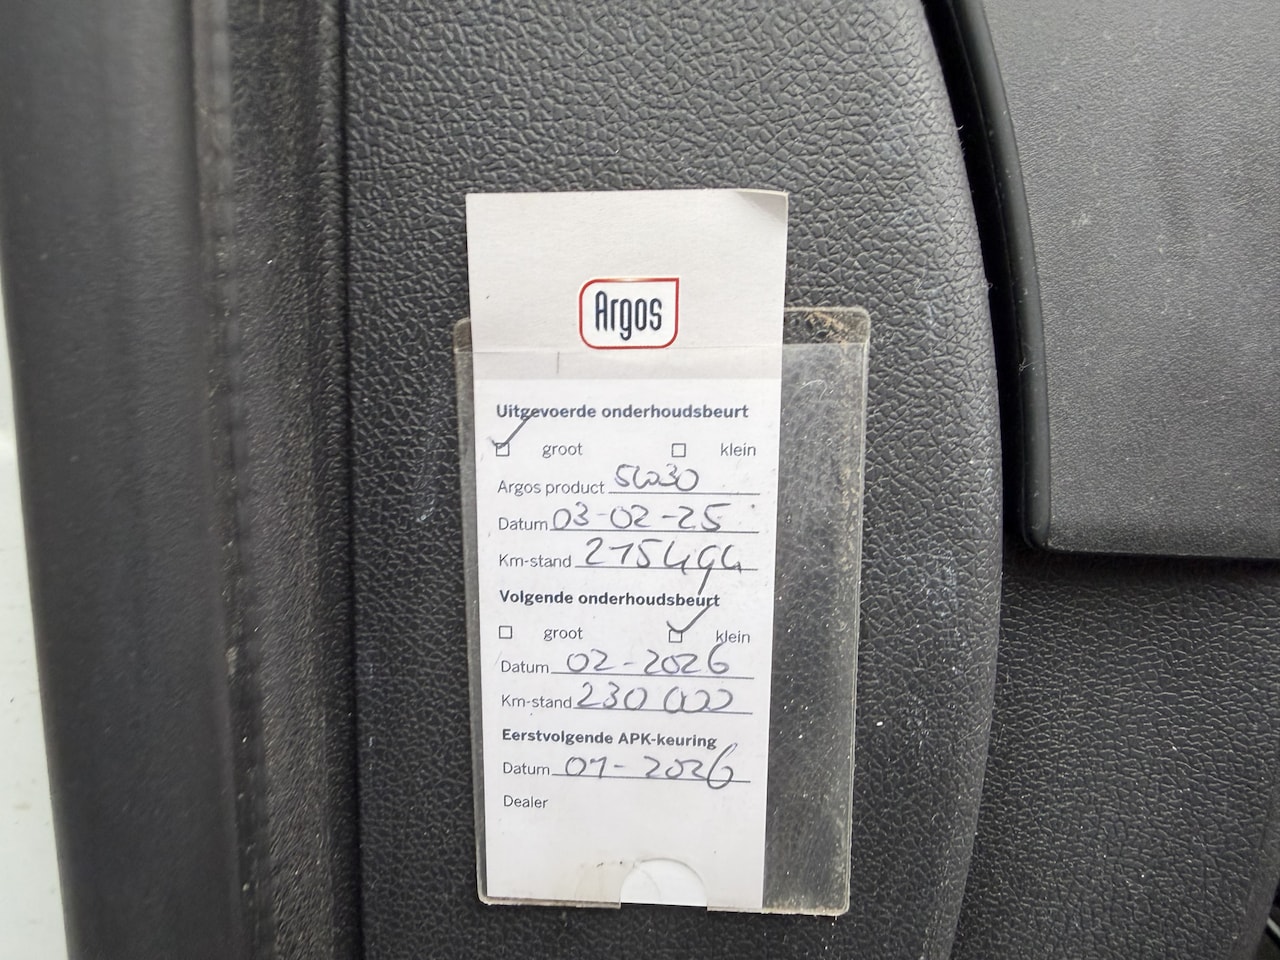 Argos
Uitgevoerde onderhoudsbeurt
groot klein
Argos product 5W30
Datum 03-02-25
Km-stand 215494
Volgende onderhoudsbeurt
groot klein
Datum 02-2026
Km-stand 230 000
Eerstvolgende APK-keuring
Datum 01-2026
Dealer